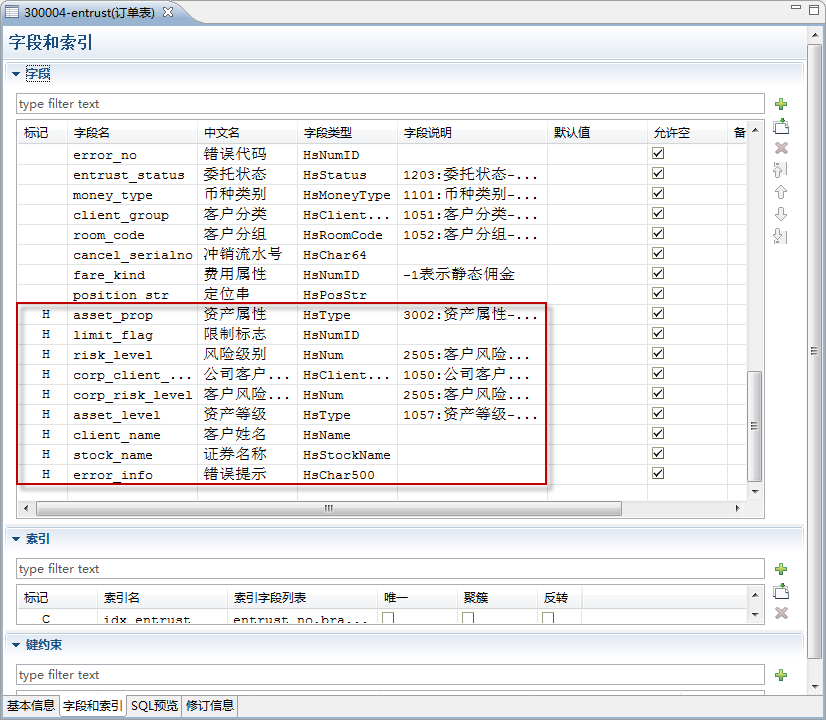 300004-entrust(订单表)
字段和索引
字段
type filter text
标记 字段名 中文名 字段类型 字段说明 默认值 允许空 备
error_no 错误代码 HsNumID
entrust_status 委托状态 HsStatus 1203:委托状态-...
money_type 币种类别 HsMoneyType 1101:币种类别-...
client_group 客户分类 HsClient... 1051:客户分类-...
room_code 客户分组 HsRoomCode 1052:客户分组-...
cancel_serialno 冲销流水号 HsChar64
fare_kind 费用属性 HsNumID -1表示静态佣金
position_str 定位串 HsPosStr
H asset_prop 资产属性 HsType 3002:资产属性-...
H limit_flag 限制标志 HsNumID
H risk_level 风险级别 HsNum 2505:客户风险...
H corp_client_... 公司客户... HsClient... 1050:公司客户...
H corp_risk_level 客户风险... HsNum 2505:客户风险...
H asset_level 资产等级 HsType 1057:资产等级-...
H client_name 客户姓名 HsName
H stock_name 证券名称 HsStockName
H error_info 错误提示 HsChar500
索引
type filter text
标记 索引名 索引字段列表 唯一 聚簇 反转
C idx_entrust entrust_no,bra...
键约束
type filter text
基本信息 字段和索引 SQL预览 修订信息